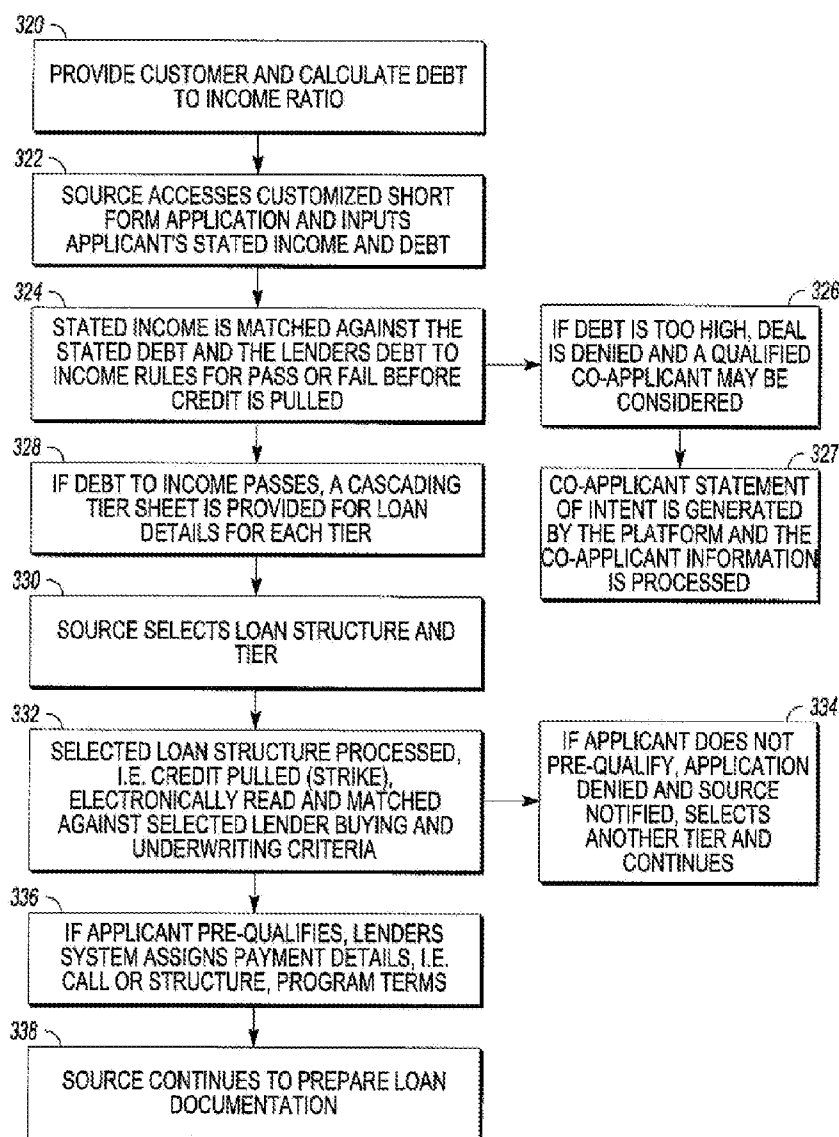 320
PROVIDE CUSTOMER AND CALCULATE DEBT
TO INCOME RATIO
322
SOURCE ACCESSES CUSTOMIZED SHORT
FORM APPLICATION AND INPUTS
APPLICANT'S STATED INCOME AND DEBT
324
STATED INCOME IS MATCHED AGAINST THE
STATED DEBT AND THE LENDERS DEBT TO
INCOME RULES FOR PASS OR FAIL BEFORE
CREDIT IS PULLED
326
IF DEBT IS TOO HIGH, DEAL
IS DENIED AND A QUALIFIED
CO-APPLICANT MAY BE
CONSIDERED
327
CO-APPLICANT STATEMENT
OF INTENT IS GENERATED
BY THE PLATFORM AND THE
CO-APPLICANT INFORMATION
IS PROCESSED
328
IF DEBT TO INCOME PASSES, A CASCADING
TIER SHEET IS PROVIDED FOR LOAN
DETAILS FOR EACH TIER
330
SOURCE SELECTS LOAN STRUCTURE AND
TIER
332
SELECTED LOAN STRUCTURE PROCESSED,
I.E. CREDIT PULLED (STRIKE),
ELECTRONICALLY READ AND MATCHED
AGAINST SELECTED LENDER BUYING AND
UNDERWRITING CRITERIA
334
IF APPLICANT DOES NOT
PRE-QUALIFY, APPLICATION
DENIED AND SOURCE
NOTIFIED, SELECTS
ANOTHER TIER AND
CONTINUES
336
IF APPLICANT PRE-QUALIFIES, LENDERS
SYSTEM ASSIGNS PAYMENT DETAILS, I.E.
CALL OR STRUCTURE, PROGRAM TERMS
338
SOURCE CONTINUES TO PREPARE LOAN
DOCUMENTATION